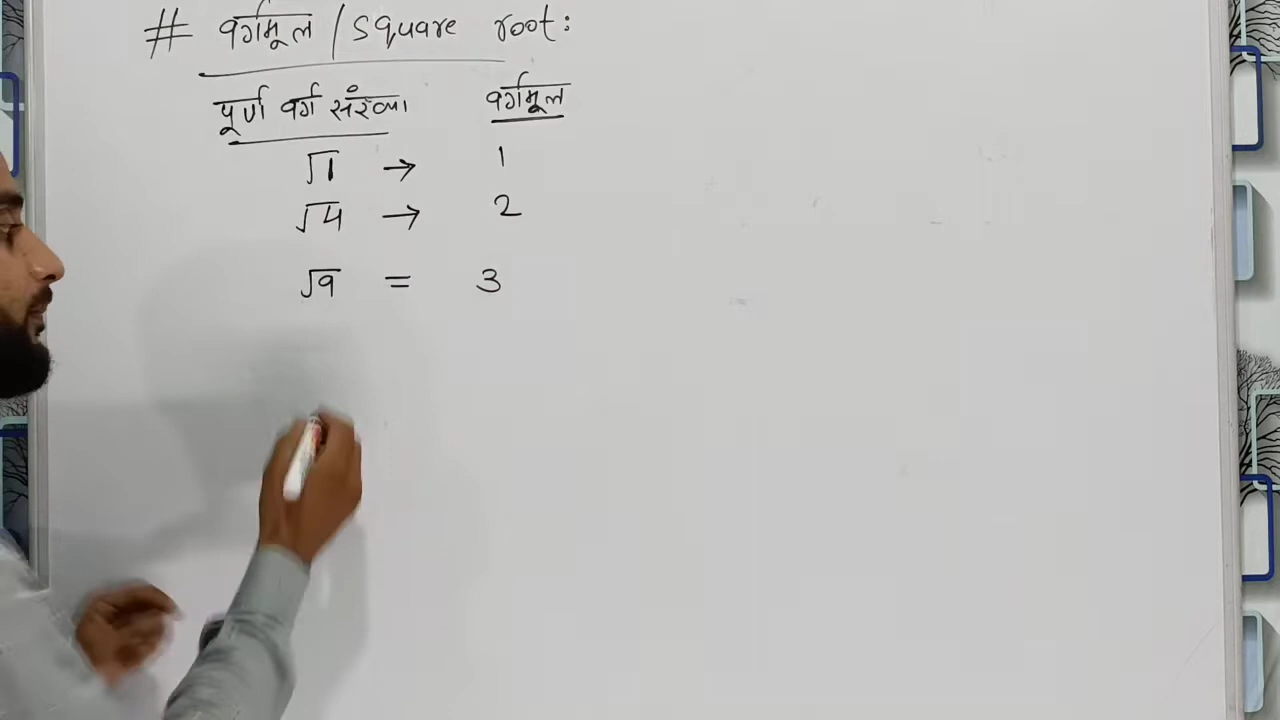 # वर्गमूल / square root:
पूर्ण वर्ग संख्या वर्गमूल
√1 → 1
√4 → 2
√9 = 3